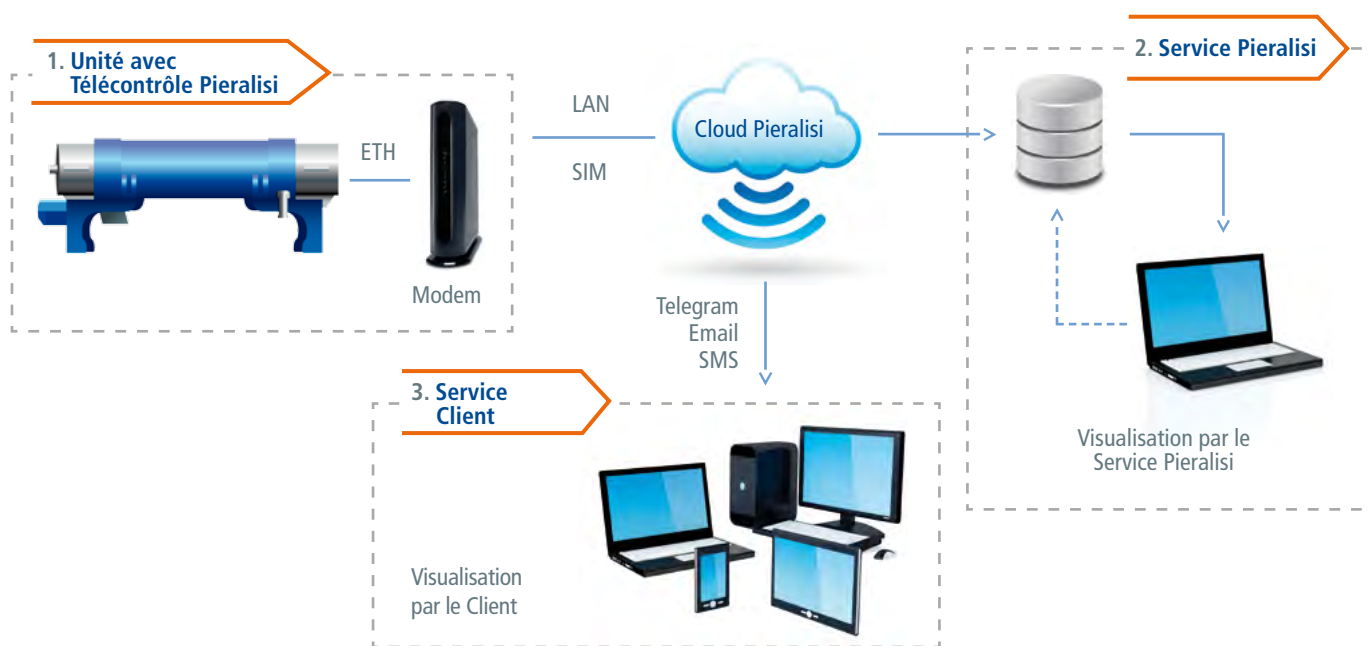 1. Unité avec
Télécontrôle Pieralisi
ETH
Modem
LAN
SIM
Cloud Pieralisi
Telegram
Email
SMS
2. Service Pieralisi
Visualisation par le
Service Pieralisi
3. Service
Client
Visualisation
par le Client